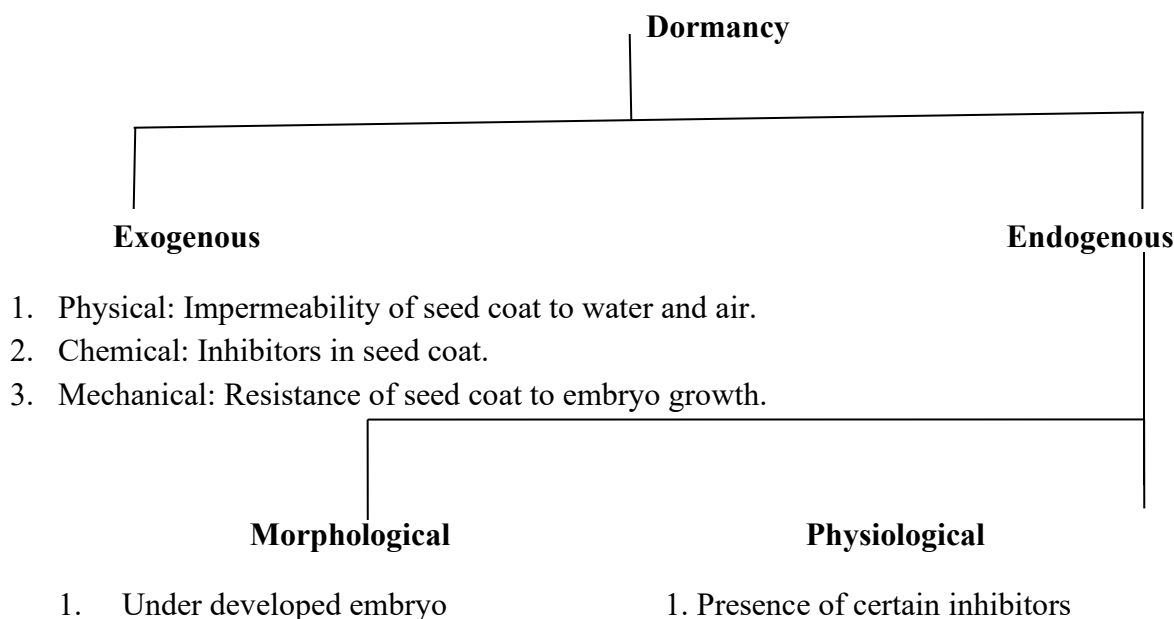 Dormancy
Exogenous Endogenous
1. Physical: Impermeability of seed coat to water and air.
2. Chemical: Inhibitors in seed coat.
3. Mechanical: Resistance of seed coat to embryo growth.
Morphological Physiological
1. Under developed embryo 1. Presence of certain inhibitors